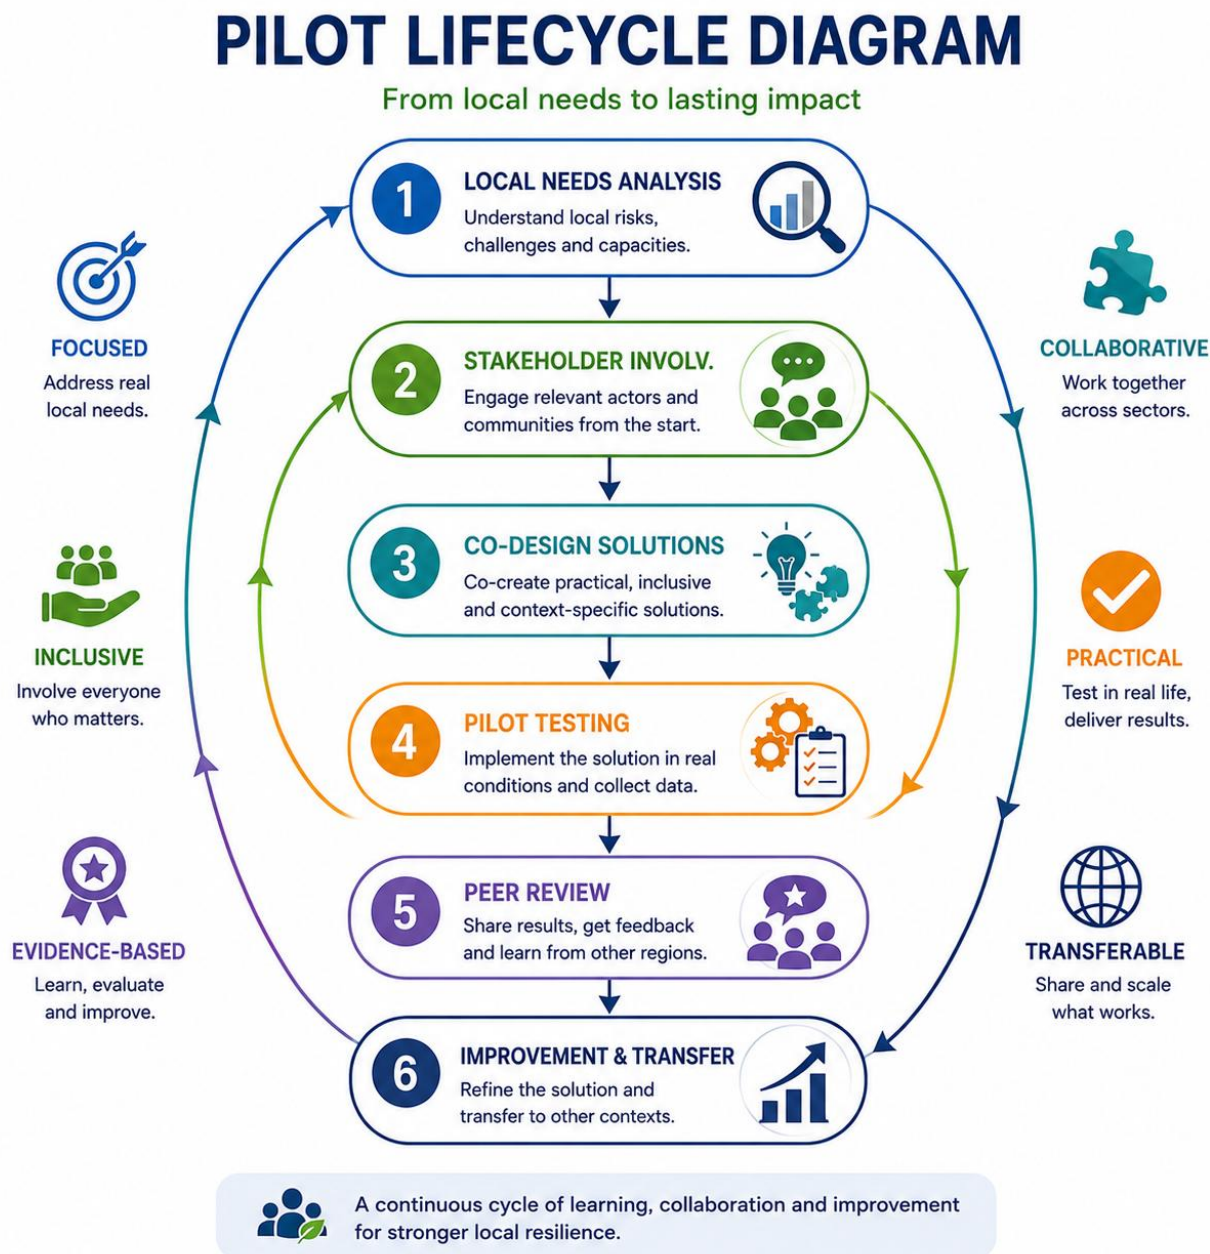 PILOT LIFECYCLE DIAGRAM
From local needs to lasting impact
1
LOCAL NEEDS ANALYSIS
Understand local risks,
challenges and capacities.
2
STAKEHOLDER INVOLV.
Engage relevant actors and
communities from the start.
3
CO-DESIGN SOLUTIONS
Co-create practical, inclusive
and context-specific solutions.
4
PILOT TESTING
Implement the solution in real
conditions and collect data.
5
PEER REVIEW
Share results, get feedback
and learn from other regions.
6
IMPROVEMENT & TRANSFER
Refine the solution and
transfer to other contexts.
FOCUSED
Address real
local needs.
INCLUSIVE
Involve everyone
who matters.
EVIDENCE-BASED
Learn, evaluate
and improve.
COLLABORATIVE
Work together
across sectors.
PRACTICAL
Test in real life,
deliver results.
TRANSFERABLE
Share and scale
what works.
A continuous cycle of learning, collaboration and improvement
for stronger local resilience.